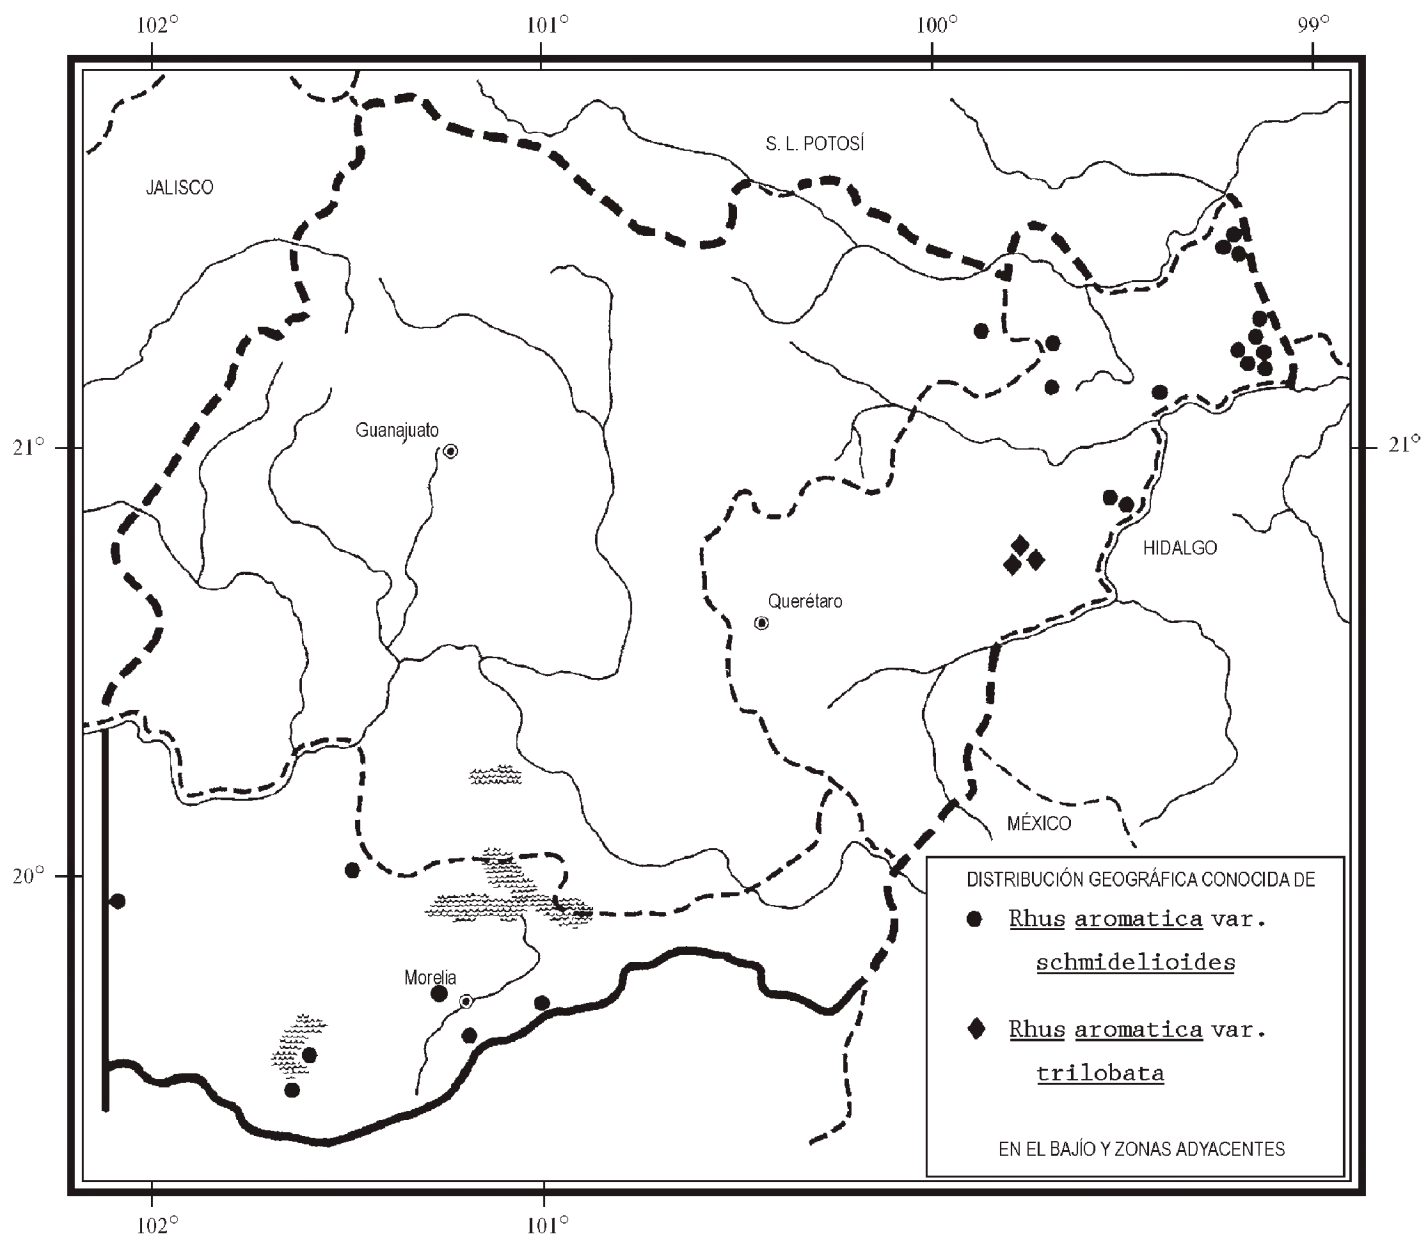 102° 101° 100° 99°
S. L. POTOSÍ
JALISCO
Guanajuato
21° 21°
HIDALGO
Querétaro
MÉXICO
20°
DISTRIBUCIÓN GEOGRÁFICA CONOCIDA DE
Rhus aromatica var.
schmidelioides
Morelia
Rhus aromatica var.
trilobata
EN EL BAJÍO Y ZONAS ADYACENTES
102° 101°